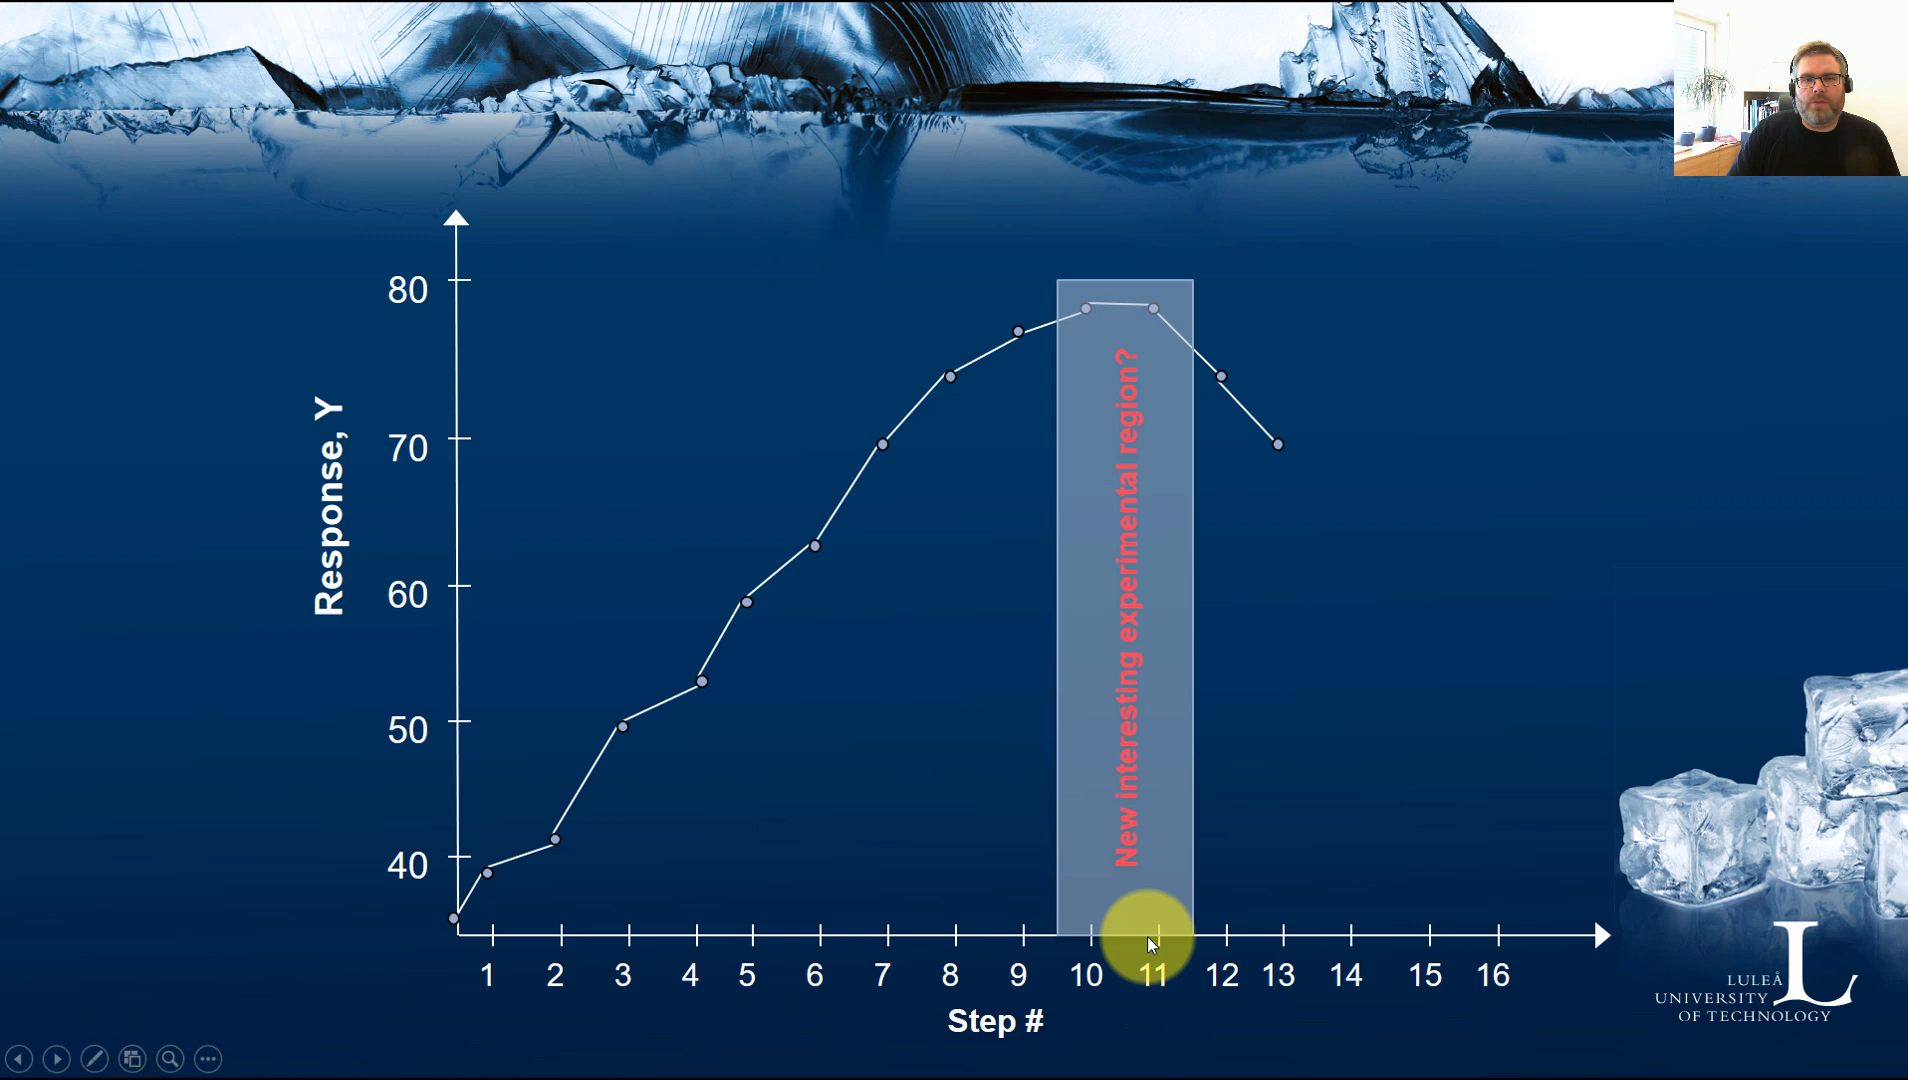 80
70
60
50
40
Response, Y
New interesting experimental region?
1 2 3 4 5 6 7 8 9 10 11 12 13 14 15 16
Step #
L
LULEÅ
UNIVERSITY
OF TECHNOLOGY